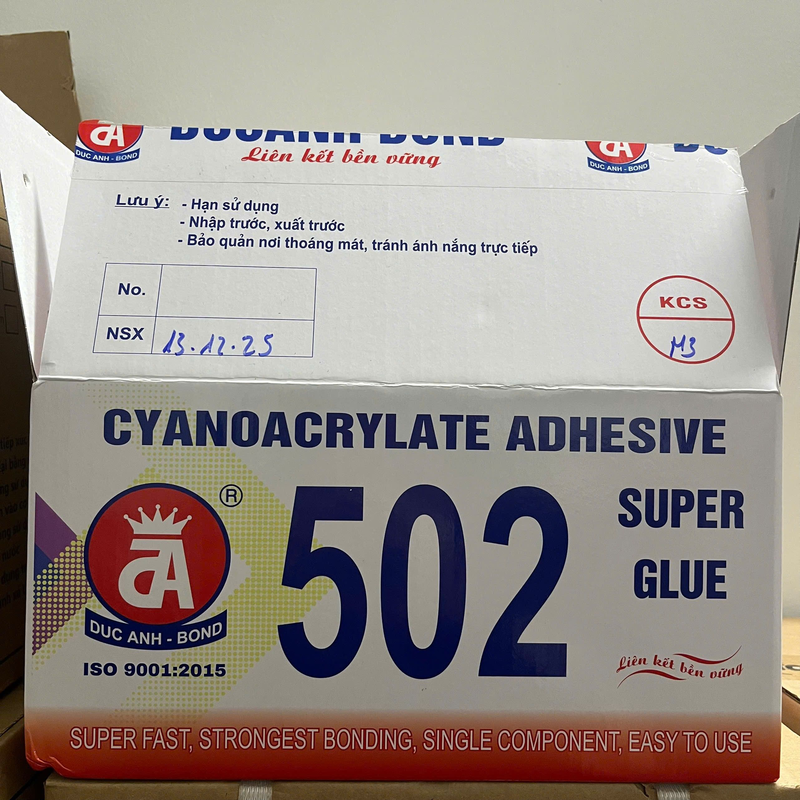 DUC ANH - BOND
DUCANH BOND
Liên kết bền vững
DUC ANH - BOND
Lưu ý: - Hạn sử dụng
- Nhập trước, xuất trước
- Bảo quản nơi thoáng mát, tránh ánh nắng trực tiếp
No.
NSX 13.12.25
KCS
M3
CYANOACRYLATE ADHESIVE
®
502
SUPER
GLUE
DUC ANH - BOND
ISO 9001:2015
Liên kết bền vững
SUPER FAST, STRONGEST BONDING, SINGLE COMPONENT, EASY TO USE